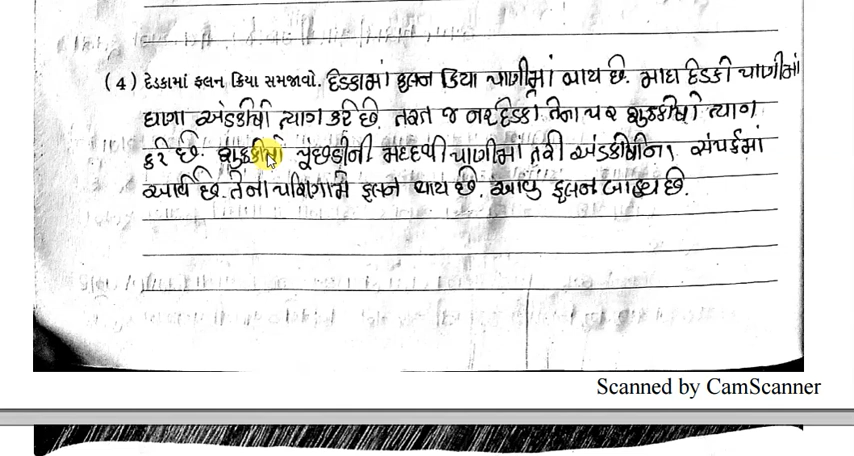 (4) દેડકામાં ફલન ક્રિયા સમજાવો. દેડકામાં ફલન ક્રિયા પાણીમાં થાય છે. માદા દેડકી પાણીમાં
ઘણા અંડકોષો ત્યાગ કરે છે. તરત જ નર દેડકો તેના પર શુક્રકોષો ત્યાગ
કરે છે. શુક્રકોષો પૂંછડીની મદદથી પાણીમાં તરી અંડકોષોના સંપર્કમાં
આવે છે. તેના પરિણામે ફલન થાય છે. આવું ફલન બાહ્ય છે.
Scanned by CamScanner